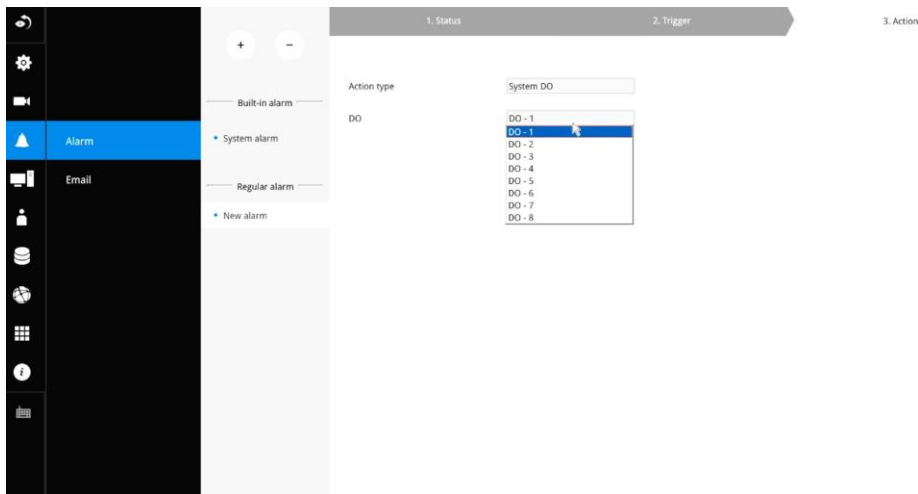 1. Status
2. Trigger
3. Action
+
-
Action type
System DO
Built-in alarm
DO
DO - 1
Alarm
System alarm
DO - 1
DO - 2
DO - 3
DO - 4
DO - 5
DO - 6
DO - 7
DO - 8
Email
Regular alarm
New alarm
i